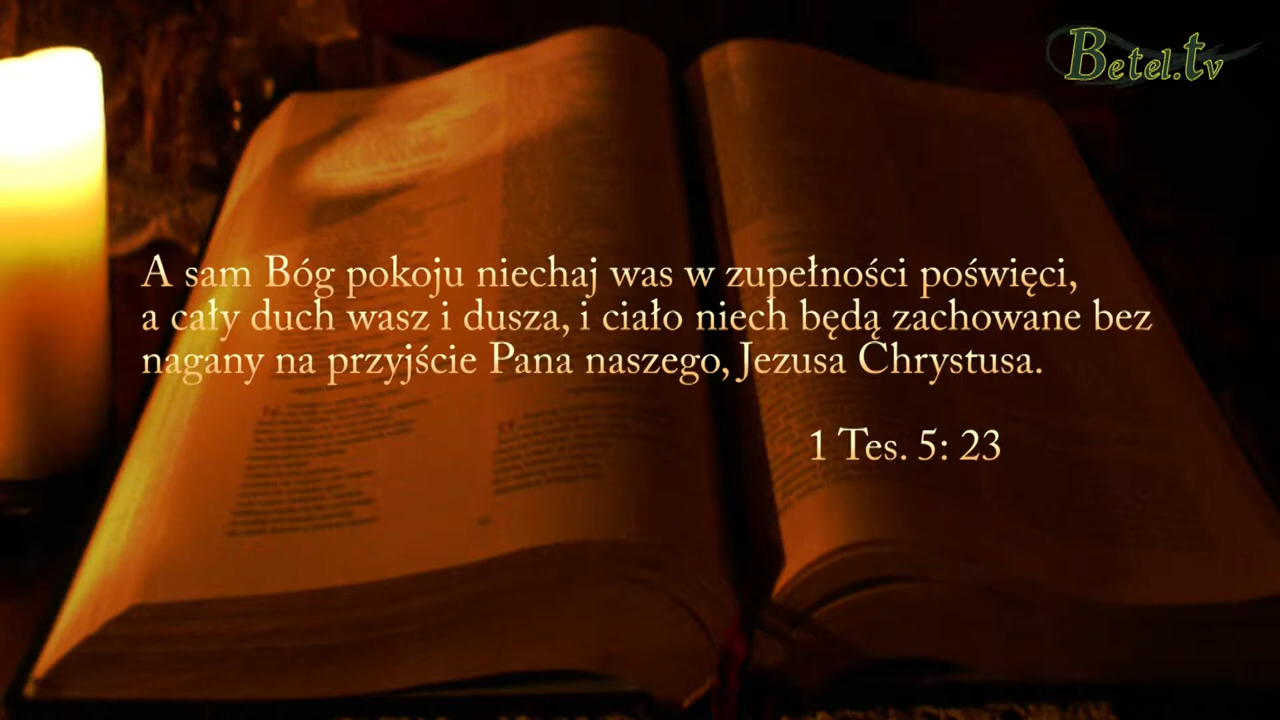 Betel.tv
A sam Bóg pokoju niechaj was w zupełności poświęci,
a cały duch wasz i dusza, i ciało niech będą zachowane bez
nagany na przyjście Pana naszego, Jezusa Chrystusa.
1 Tes. 5: 23